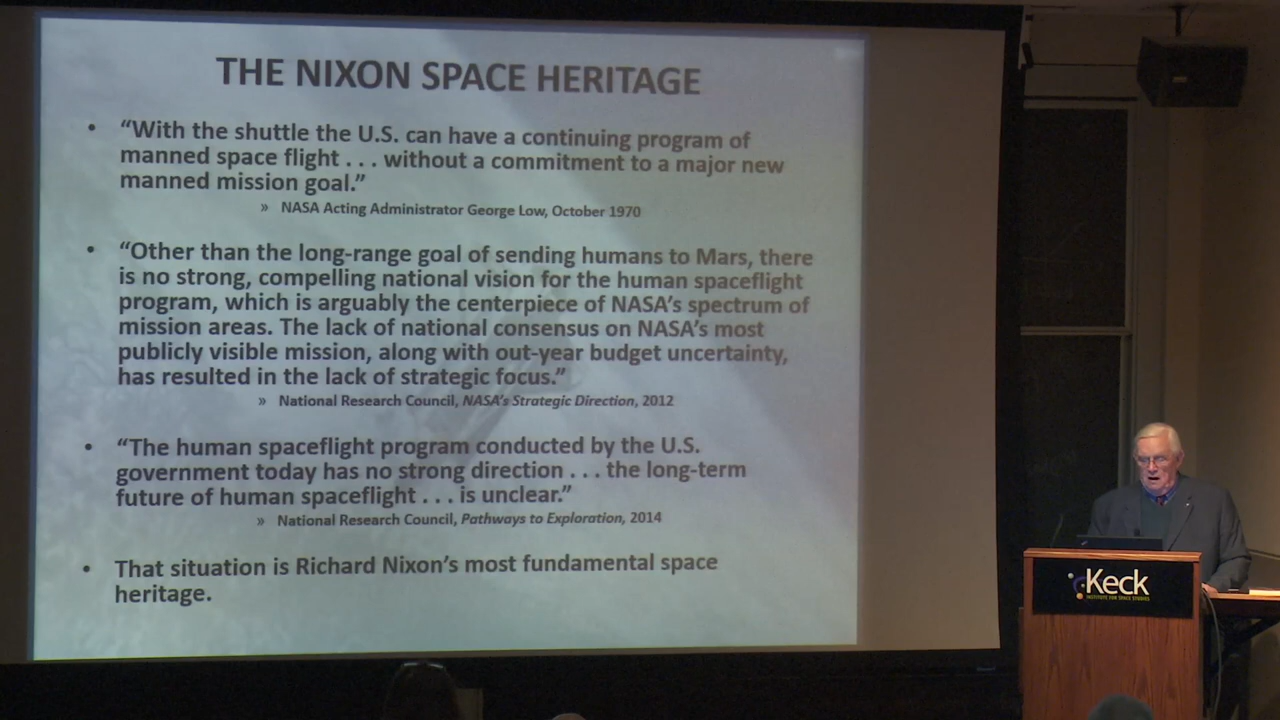 THE NIXON SPACE HERITAGE
• “With the shuttle the U.S. can have a continuing program of
manned space flight . . . without a commitment to a major new
manned mission goal.”
» NASA Acting Administrator George Low, October 1970
• “Other than the long-range goal of sending humans to Mars, there
is no strong, compelling national vision for the human spaceflight
program, which is arguably the centerpiece of NASA’s spectrum of
mission areas. The lack of national consensus on NASA’s most
publicly visible mission, along with out-year budget uncertainty,
has resulted in the lack of strategic focus.”
» National Research Council, NASA’s Strategic Direction, 2012
• “The human spaceflight program conducted by the U.S.
government today has no strong direction . . . the long-term
future of human spaceflight . . . is unclear.”
» National Research Council, Pathways to Exploration, 2014
• That situation is Richard Nixon’s most fundamental space
heritage.
Keck
INSTITUTE FOR SPACE STUDIES